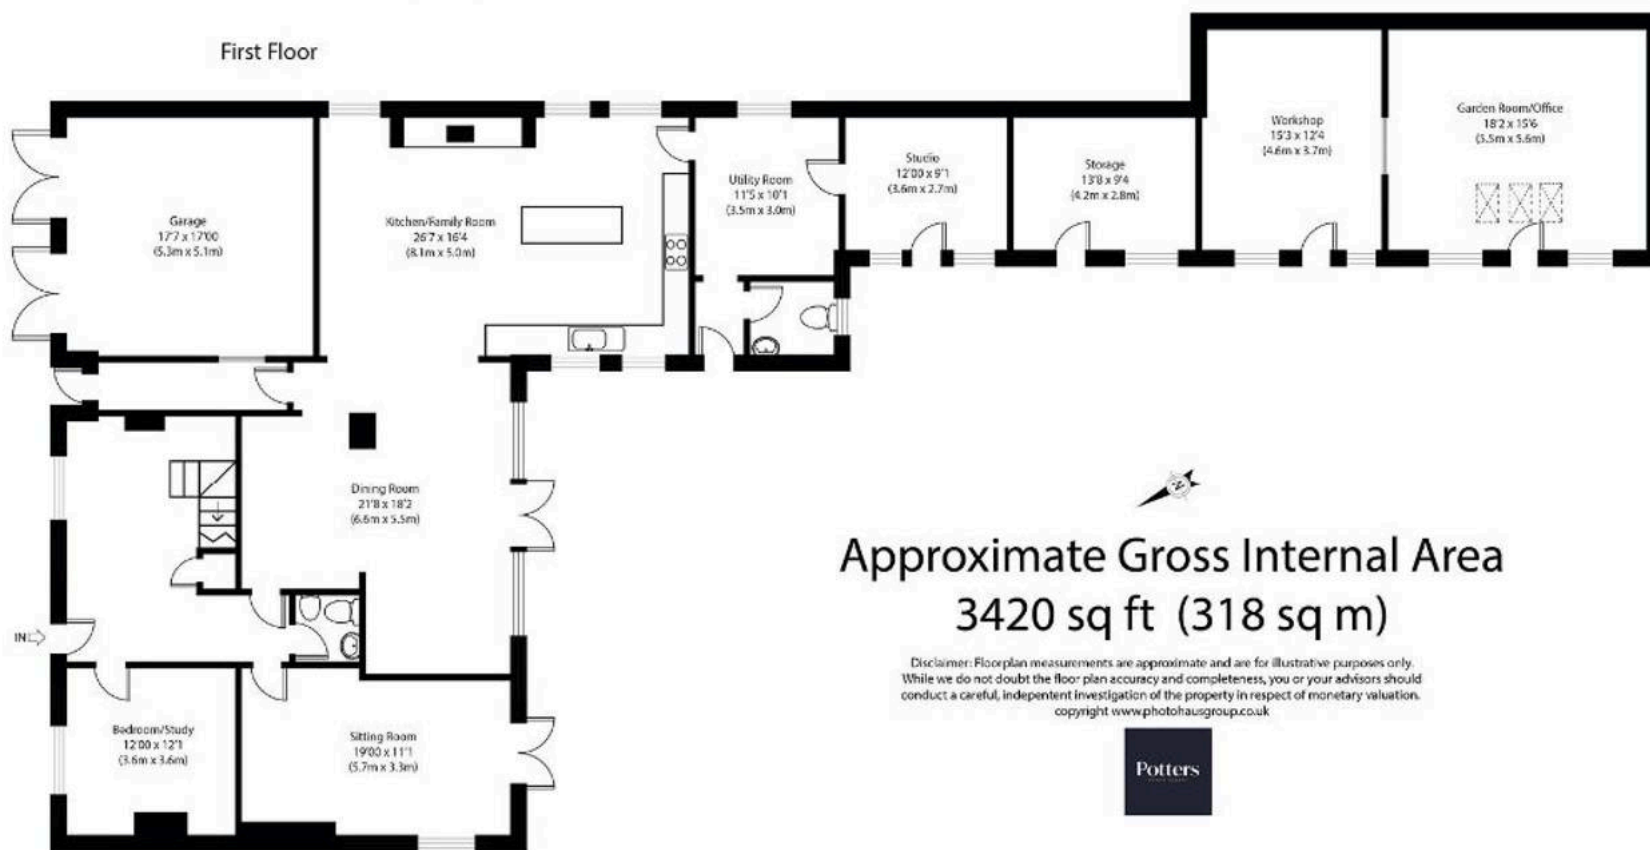 First Floor
Garage
17'7 x 17'00
(5.3m x 5.1m)
Kitchen/Family Room
26'7 x 16'4
(8.1m x 5.0m)
Utility Room
11'5 x 10'1
(3.5m x 3.0m)
Studio
12'00 x 9'1
(3.6m x 2.7m)
Storage
13'8 x 9'4
(4.2m x 2.8m)
Workshop
15'3 x 12'4
(4.6m x 3.7m)
Garden Room/Office
18'2 x 15'6
(5.5m x 5.6m)
Dining Room
21'8 x 18'2
(6.6m x 5.5m)
IN
Bedroom/Study
12'00 x 12'1
(3.6m x 3.6m)
Sitting Room
19'00 x 11'1
(5.7m x 3.3m)
N
Approximate Gross Internal Area
3420 sq ft (318 sq m)
Disclaimer: Floorplan measurements are approximate and are for illustrative purposes only.
While we do not doubt the floor plan accuracy and completeness, you or your advisors should
conduct a careful, indepentent investigation of the property in respect of monetary valuation.
copyright www.photohausgroup.co.uk
Potters